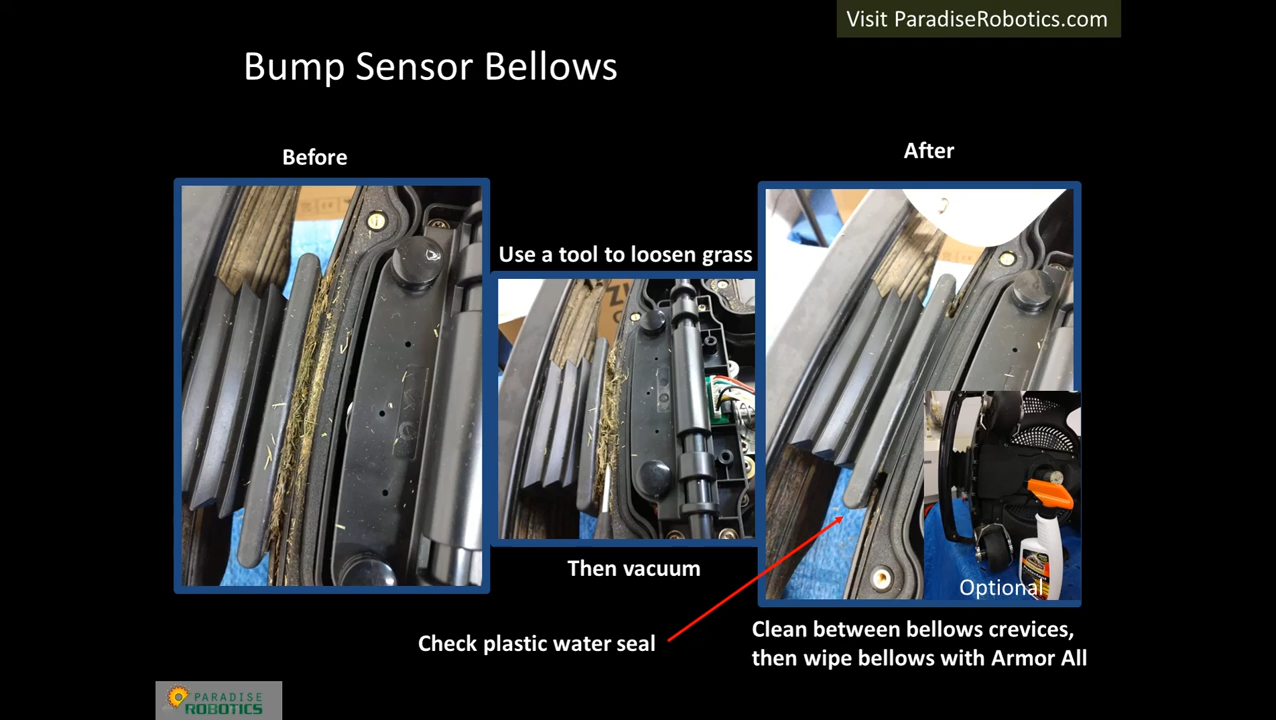 Visit ParadiseRobotics.com
Bump Sensor Bellows
Before
After
Use a tool to loosen grass
Then vacuum
Optional
Check plastic water seal
Clean between bellows crevices,
then wipe bellows with Armor All
PARADISE
ROBOTICS